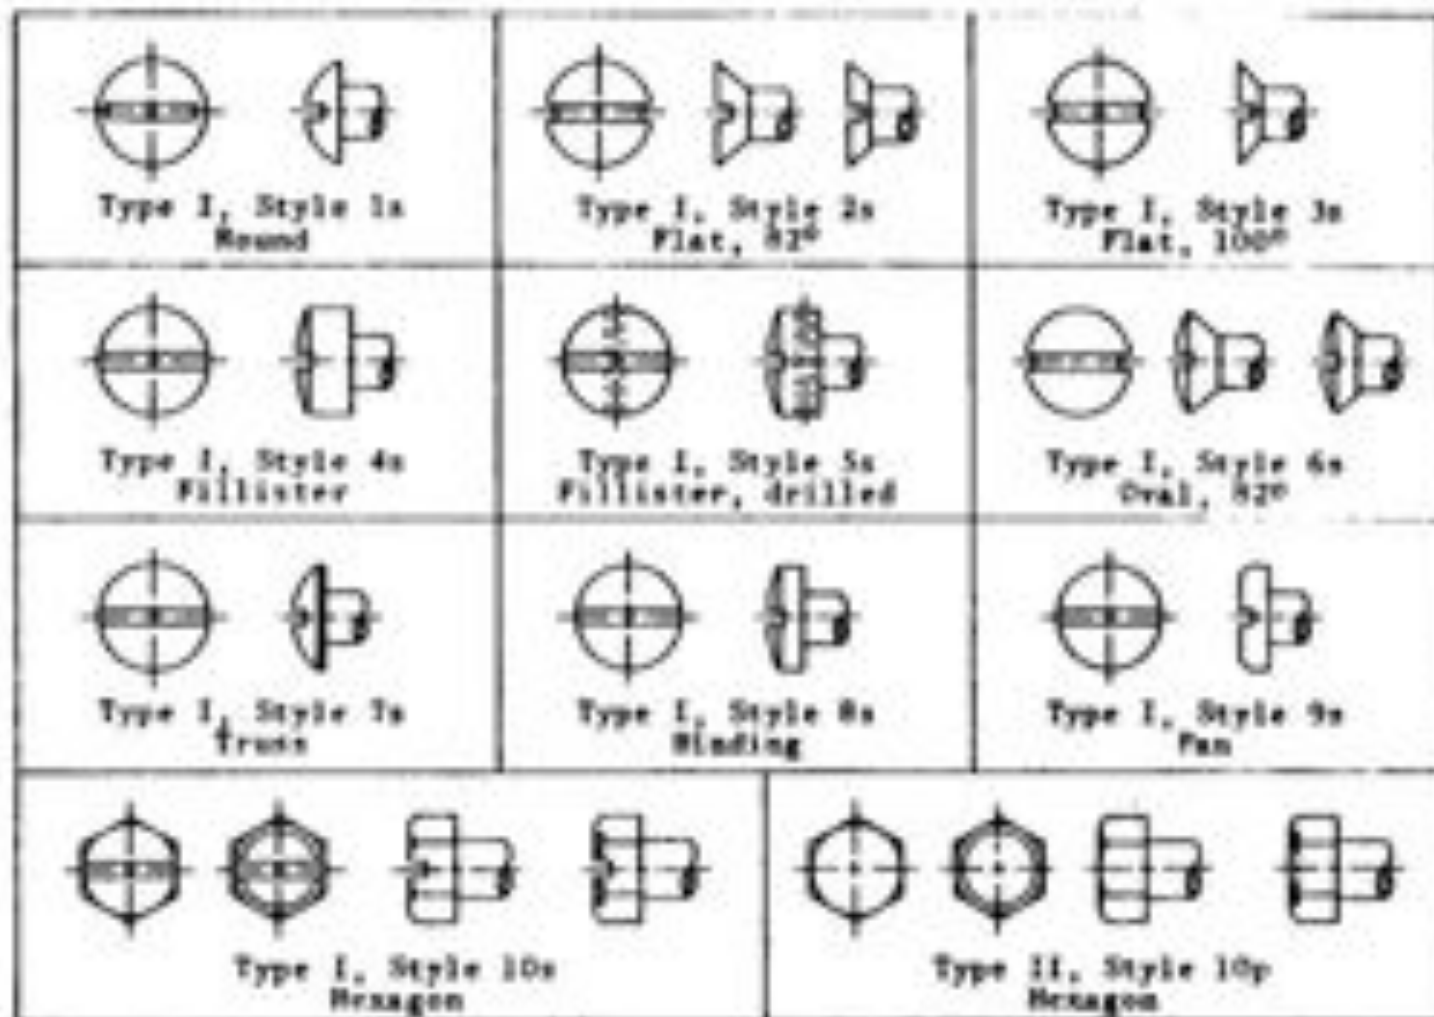 Type I, Style 1s
Round
Type I, Style 2s
Flat, 82°
Type I, Style 3s
Flat, 100°
Type I, Style 4s
Fillister
Type I, Style 5s
Fillister, drilled
Type I, Style 6s
Oval, 82°
Type I, Style 7s
Truss
Type I, Style 8s
Binding
Type I, Style 9s
Pan
Type I, Style 10s
Hexagon
Type II, Style 10p
Hexagon